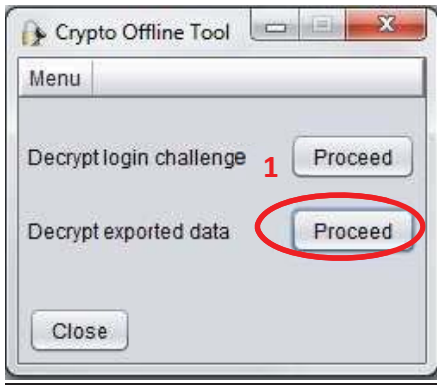 Crypto Offline Tool
Menu
Decrypt login challenge 1 Proceed
Decrypt exported data Proceed
Close